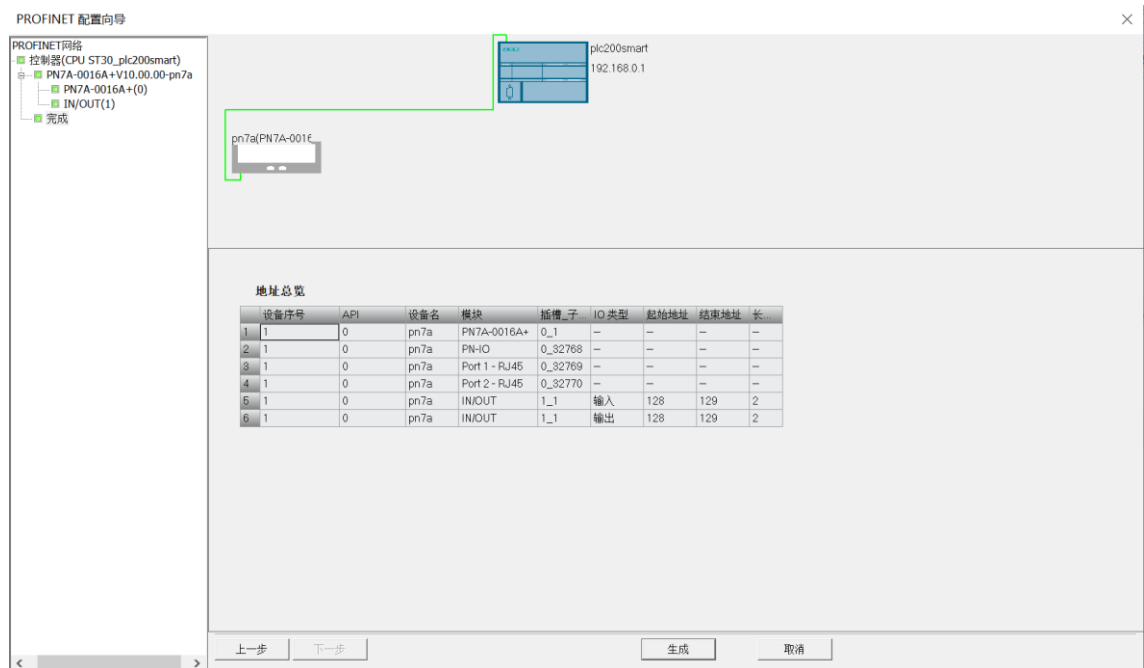 PROFINET 配置向导
PROFINET网络
控制器(CPU ST30_plc200smart)
PN7A-0016A+V10.00.00-pn7a
PN7A-0016A+(0)
IN/OUT(1)
完成
plc200smart
192.168.0.1
pn7a(PN7A-0016
地址总览
设备序号 API 设备名 模块 插槽_子... IO 类型 起始地址 结束地址 长...
1 1 0 pn7a PN7A-0016A+ 0_1 – – – –
2 1 0 pn7a PN-IO 0_32768 – – – –
3 1 0 pn7a Port 1 - RJ45 0_32769 – – – –
4 1 0 pn7a Port 2 - RJ45 0_32770 – – – –
5 1 0 pn7a IN/OUT 1_1 输入 128 129 2
6 1 0 pn7a IN/OUT 1_1 输出 128 129 2
上一步 下一步 生成 取消